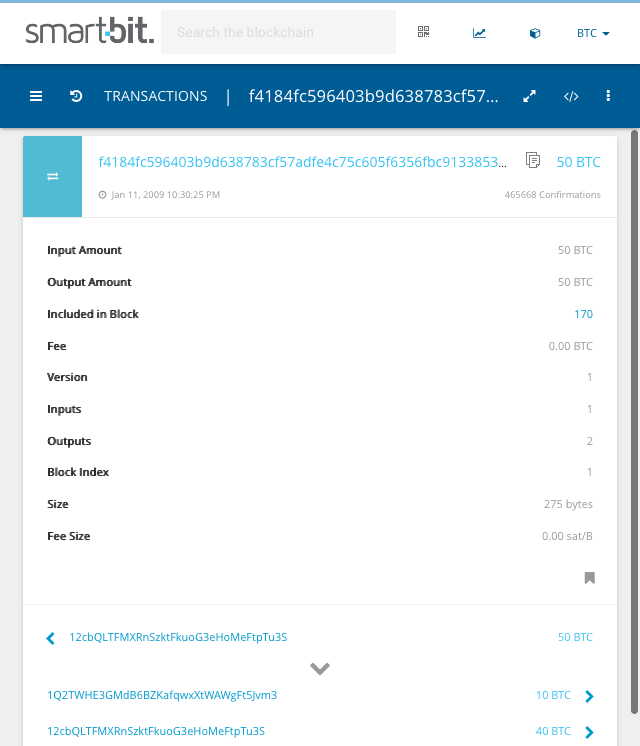 smartbit.
Search the blockchain
BTC
TRANSACTIONS | f4184fc596403b9d638783cf57...
f4184fc596403b9d638783cf57adfe4c75c605f6356fbc9133853... 50 BTC
Jan 11, 2009 10:30:25 PM 465668 Confirmations
Input Amount 50 BTC
Output Amount 50 BTC
Included in Block 170
Fee 0.00 BTC
Version 1
Inputs 1
Outputs 2
Block Index 1
Size 275 bytes
Fee Size 0.00 sat/B
12cbQLTFMXRnSzktFkuoG3eHoMeFtpTu3S 50 BTC
1Q2TWHE3GMdB6BZKafqwxXtWAWgFt5Jvm3 10 BTC
12cbQLTFMXRnSzktFkuoG3eHoMeFtpTu3S 40 BTC